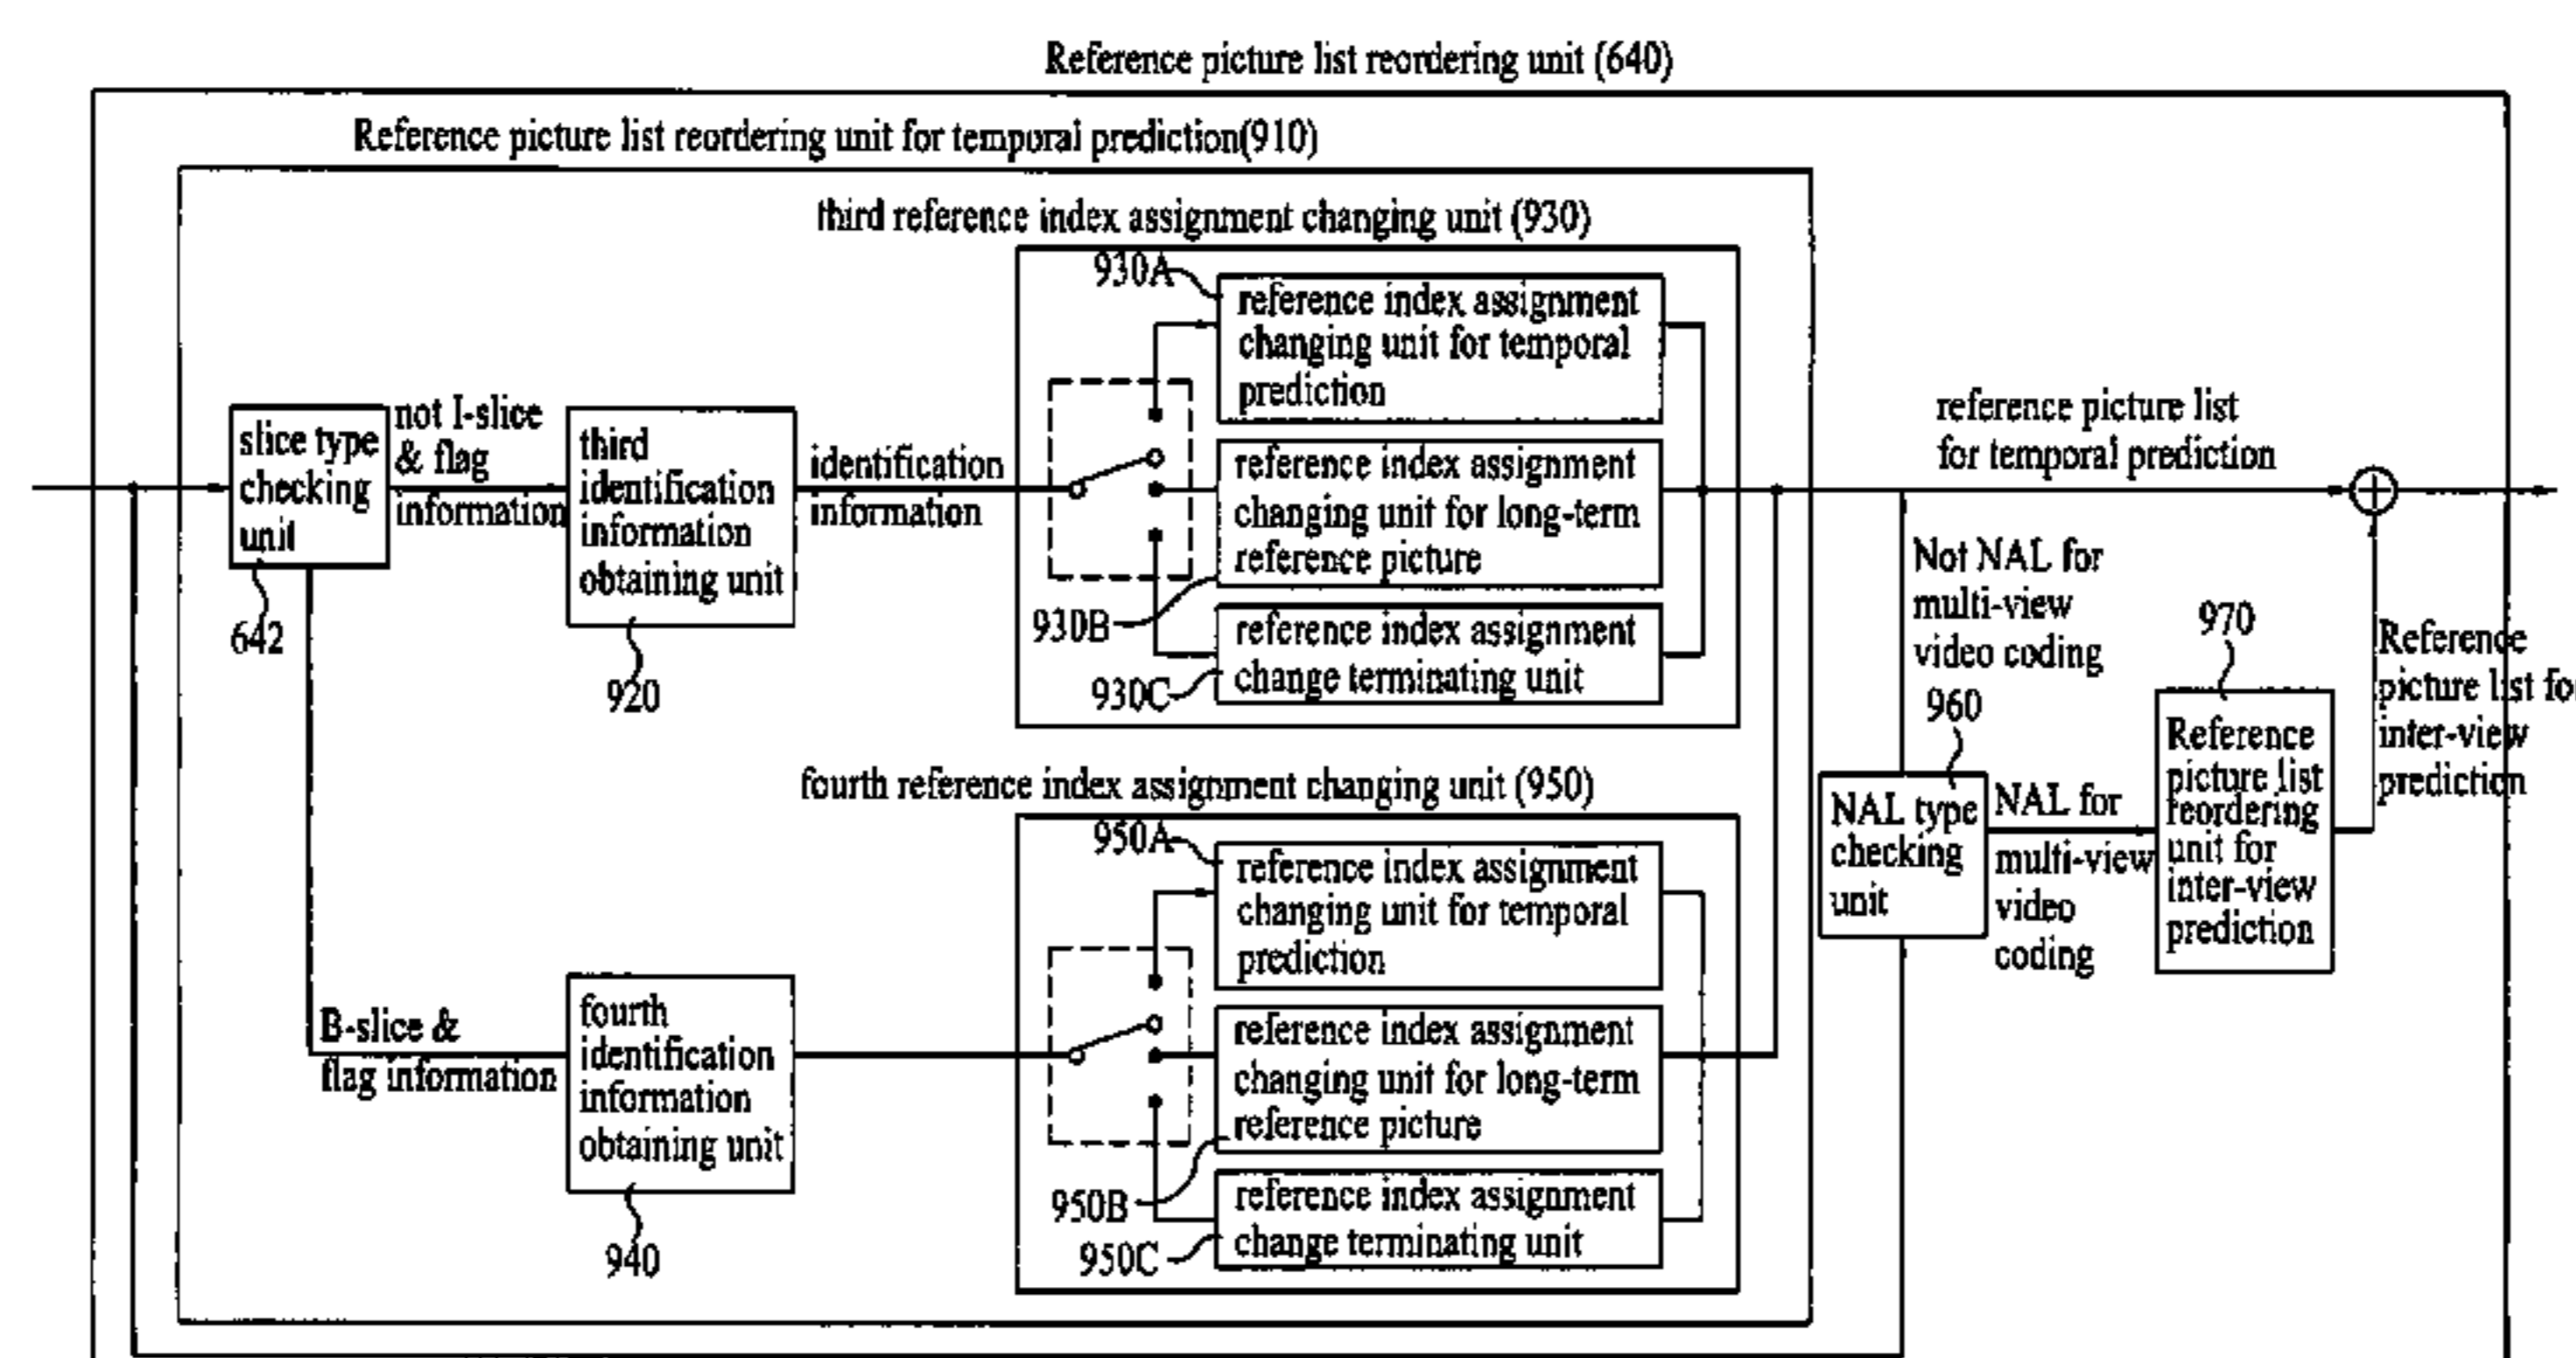 Reference picture list reordering unit (640)
Reference picture list reordering unit for temporal prediction(910)
third reference index assignment changing unit (930)
930A
reference index assignment
changing unit for temporal
prediction
slice type
checking
unit
642
not I-slice
& flag
information
third
identification
information
obtaining unit
920
identification
information
reference index assignment
changing unit for long-term
reference picture
930B
reference index assignment
change terminating unit
930C
reference picture list
for temporal prediction
Not NAL for
multi-view
video coding
960
970
Reference
picture list for
inter-view
prediction
fourth reference index assignment changing unit (950)
950A
reference index assignment
changing unit for temporal
prediction
NAL type
checking
unit
NAL for
multi-view
video
coding
Reference
picture list
reordering
unit for
inter-view
prediction
B-slice &
flag information
fourth
identification
information
obtaining unit
940
reference index assignment
changing unit for long-term
reference picture
950B
reference index assignment
change terminating unit
950C